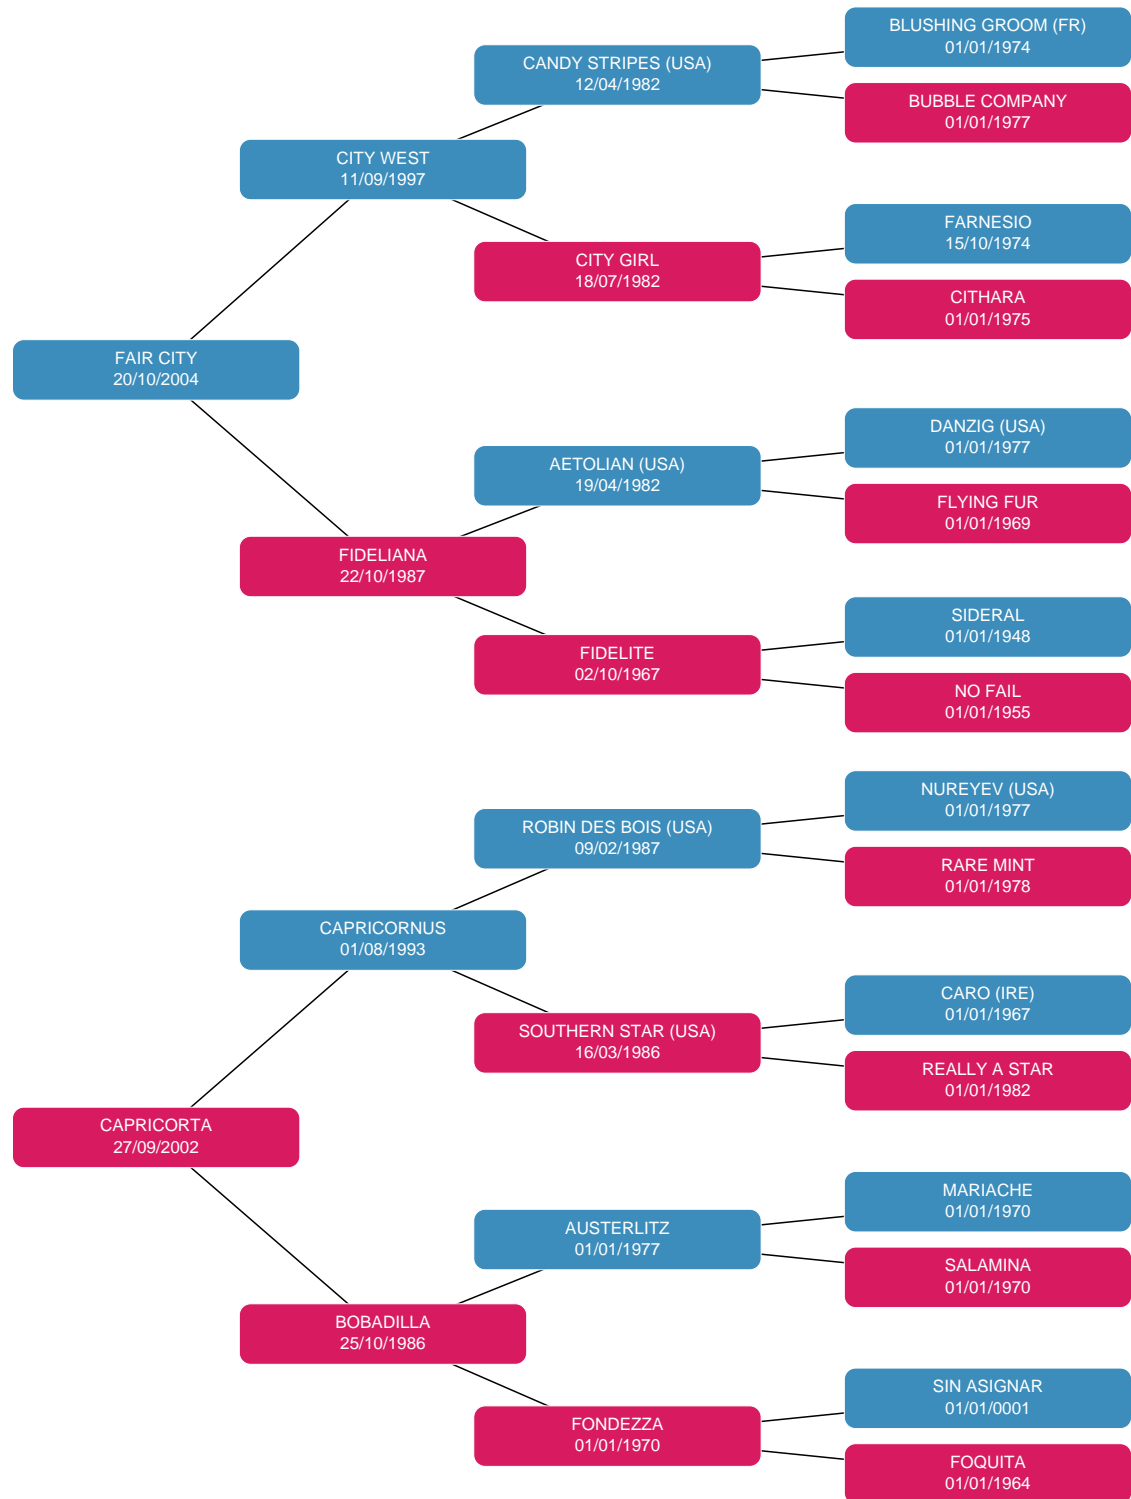 BLUSHING GROOM (FR)
01/01/1974
CANDY STRIPES (USA)
12/04/1982
BUBBLE COMPANY
01/01/1977
CITY WEST
11/09/1997
FARNESIO
15/10/1974
CITY GIRL
18/07/1982
CITHARA
01/01/1975
FAIR CITY
20/10/2004
DANZIG (USA)
01/01/1977
AETOLIAN (USA)
19/04/1982
FLYING FUR
01/01/1969
FIDELIANA
22/10/1987
SIDERAL
01/01/1948
FIDELITE
02/10/1967
NO FAIL
01/01/1955
NUREYEV (USA)
01/01/1977
ROBIN DES BOIS (USA)
09/02/1987
RARE MINT
01/01/1978
CAPRICORNUS
01/08/1993
CARO (IRE)
01/01/1967
SOUTHERN STAR (USA)
16/03/1986
REALLY A STAR
01/01/1982
CAPRICORTA
27/09/2002
MARIACHE
01/01/1970
AUSTERLITZ
01/01/1977
SALAMINA
01/01/1970
BOBADILLA
25/10/1986
SIN ASIGNAR
01/01/0001
FONDEZZA
01/01/1970
FOQUITA
01/01/1964